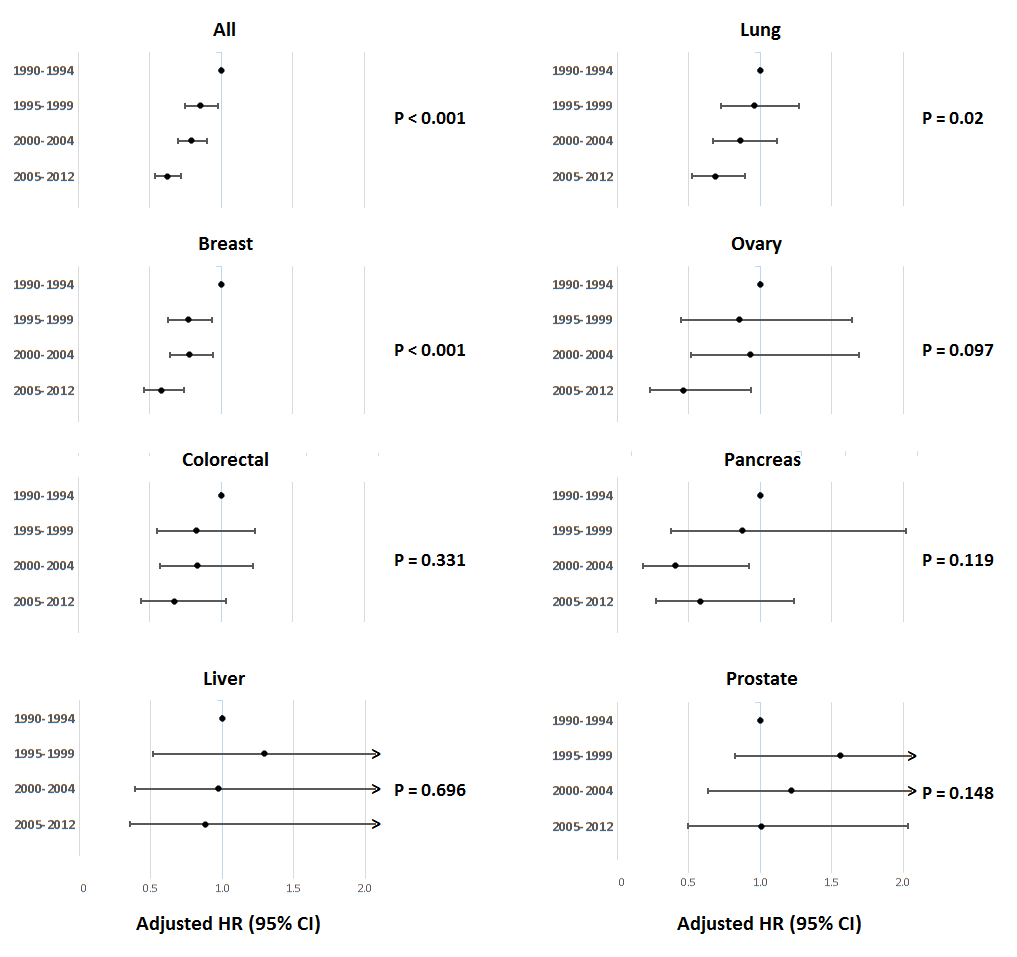 All
1990-1994
1995-1999
2000-2004
2005-2012
P < 0.001
Lung
1990-1994
1995-1999
2000-2004
2005-2012
P = 0.02
Breast
1990-1994
1995-1999
2000-2004
2005-2012
P < 0.001
Ovary
1990-1994
1995-1999
2000-2004
2005-2012
P = 0.097
Colorectal
1990-1994
1995-1999
2000-2004
2005-2012
P = 0.331
Pancreas
1990-1994
1995-1999
2000-2004
2005-2012
P = 0.119
Liver
1990-1994
1995-1999
2000-2004
2005-2012
P = 0.696
0 0.5 1.0 1.5 2.0
Adjusted HR (95% CI)
Prostate
1990-1994
1995-1999
2000-2004
2005-2012
P = 0.148
0 0.5 1.0 1.5 2.0
Adjusted HR (95% CI)